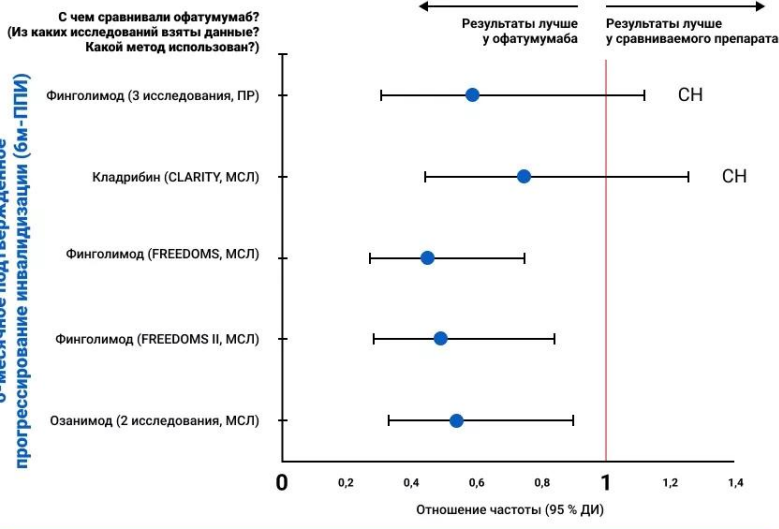 С чем сравнивали офатумумаб?
(Из каких исследований взяты данные?
Какой метод использован?)
Результаты лучше
у офатумумаба
Результаты лучше
у сравниваемого препарата
6-месячное подтвержденное
прогрессирование инвалидизации (6м-ППИ)
Финголимод (3 исследования, ПР)
СН
Кладрибин (CLARITY, МСЛ)
СН
Финголимод (FREEDOMS, МСЛ)
Финголимод (FREEDOMS II, МСЛ)
Озанимод (2 исследования, МСЛ)
0 0,2 0,4 0,6 0,8 1 1,2 1,4
Отношение частоты (95 % ДИ)